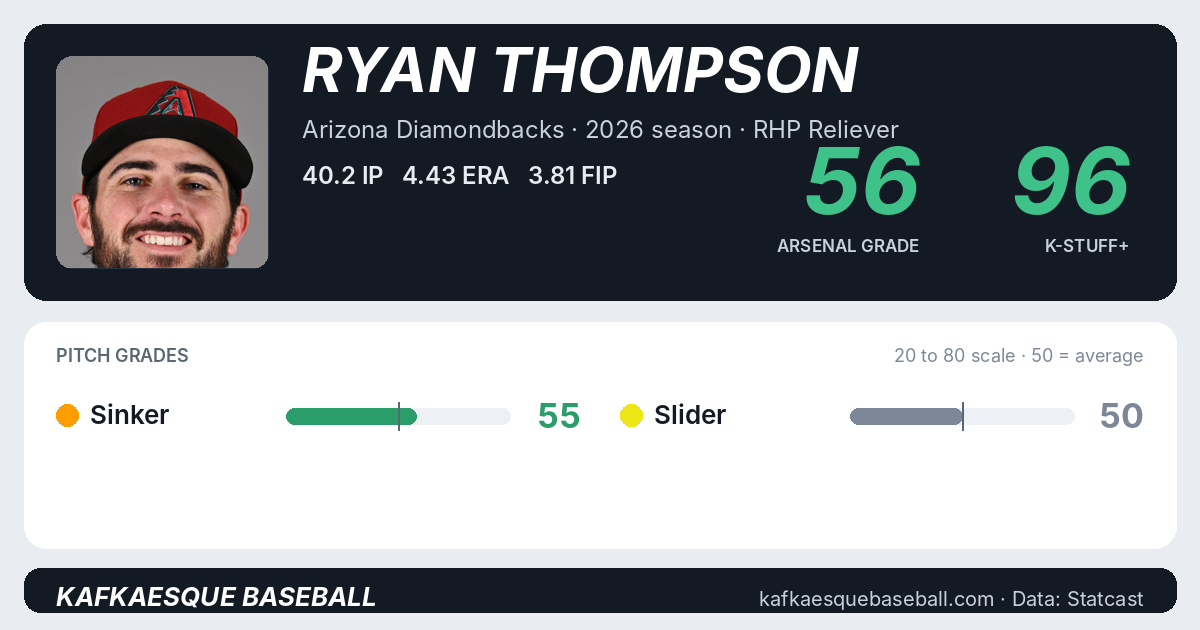 RYAN THOMPSON
Arizona Diamondbacks · 2026 season · RHP Reliever
40.2 IP 4.43 ERA 3.81 FIP
56 96
ARSENAL GRADE K-STUFF+
PITCH GRADES 20 to 80 scale · 50 = average
Sinker 55 Slider 50
KAFKAESQUE BASEBALL kafkaesquebaseball.com · Data: Statcast